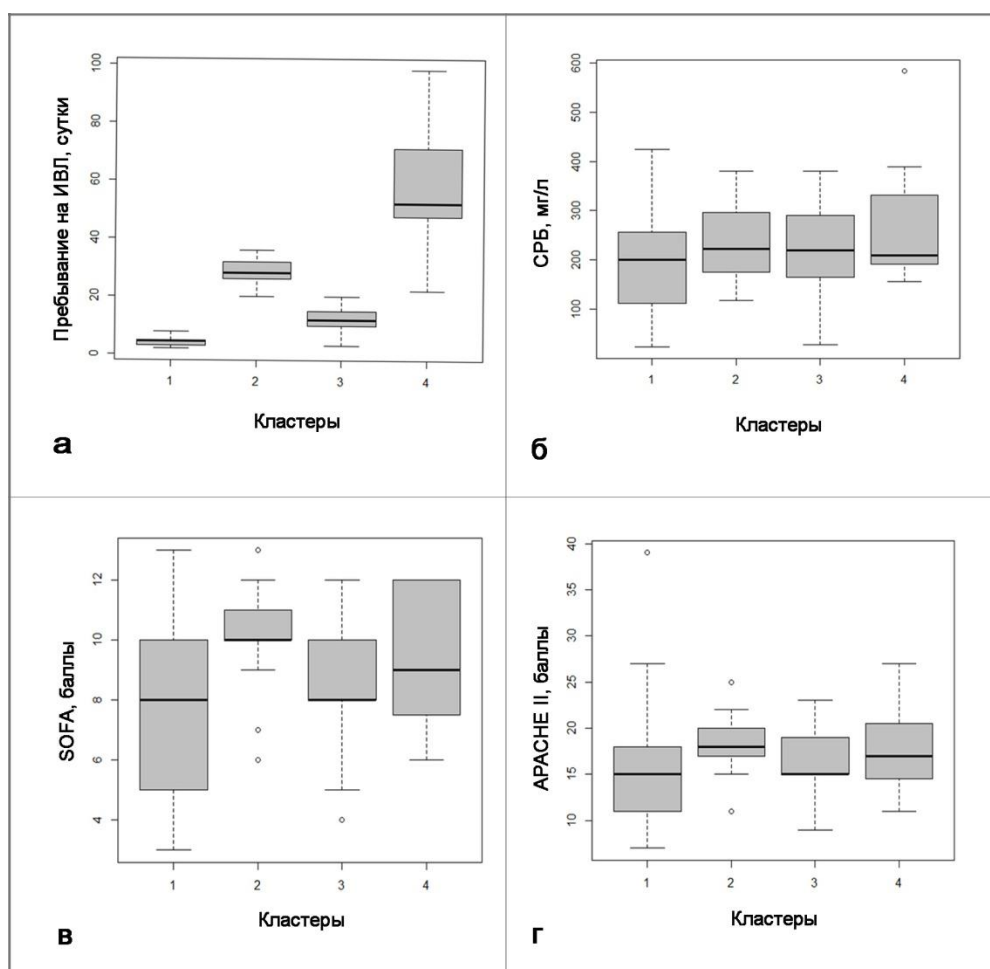 Пребывание на ИВЛ, сутки
100
80
60
40
20
0
1 2 3 4
Кластеры
а
СРБ, мг/л
600
500
400
300
200
100
1 2 3 4
Кластеры
б
SOFA, баллы
12
10
8
6
4
1 2 3 4
Кластеры
в
APACHE II, баллы
40
35
30
25
20
15
10
1 2 3 4
Кластеры
г